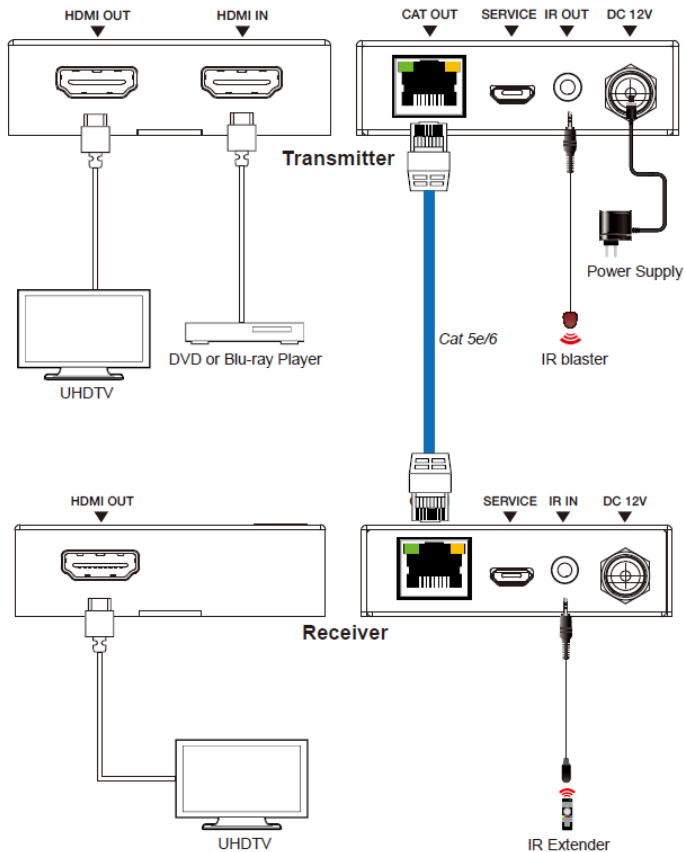 HDMI OUT
HDMI IN
CAT OUT
SERVICE
IR OUT
DC 12V
Transmitter
Power Supply
Cat 5e/6
DVD or Blu-ray Player
IR blaster
UHDTV
HDMI OUT
SERVICE
IR IN
DC 12V
Receiver
UHDTV
IR Extender